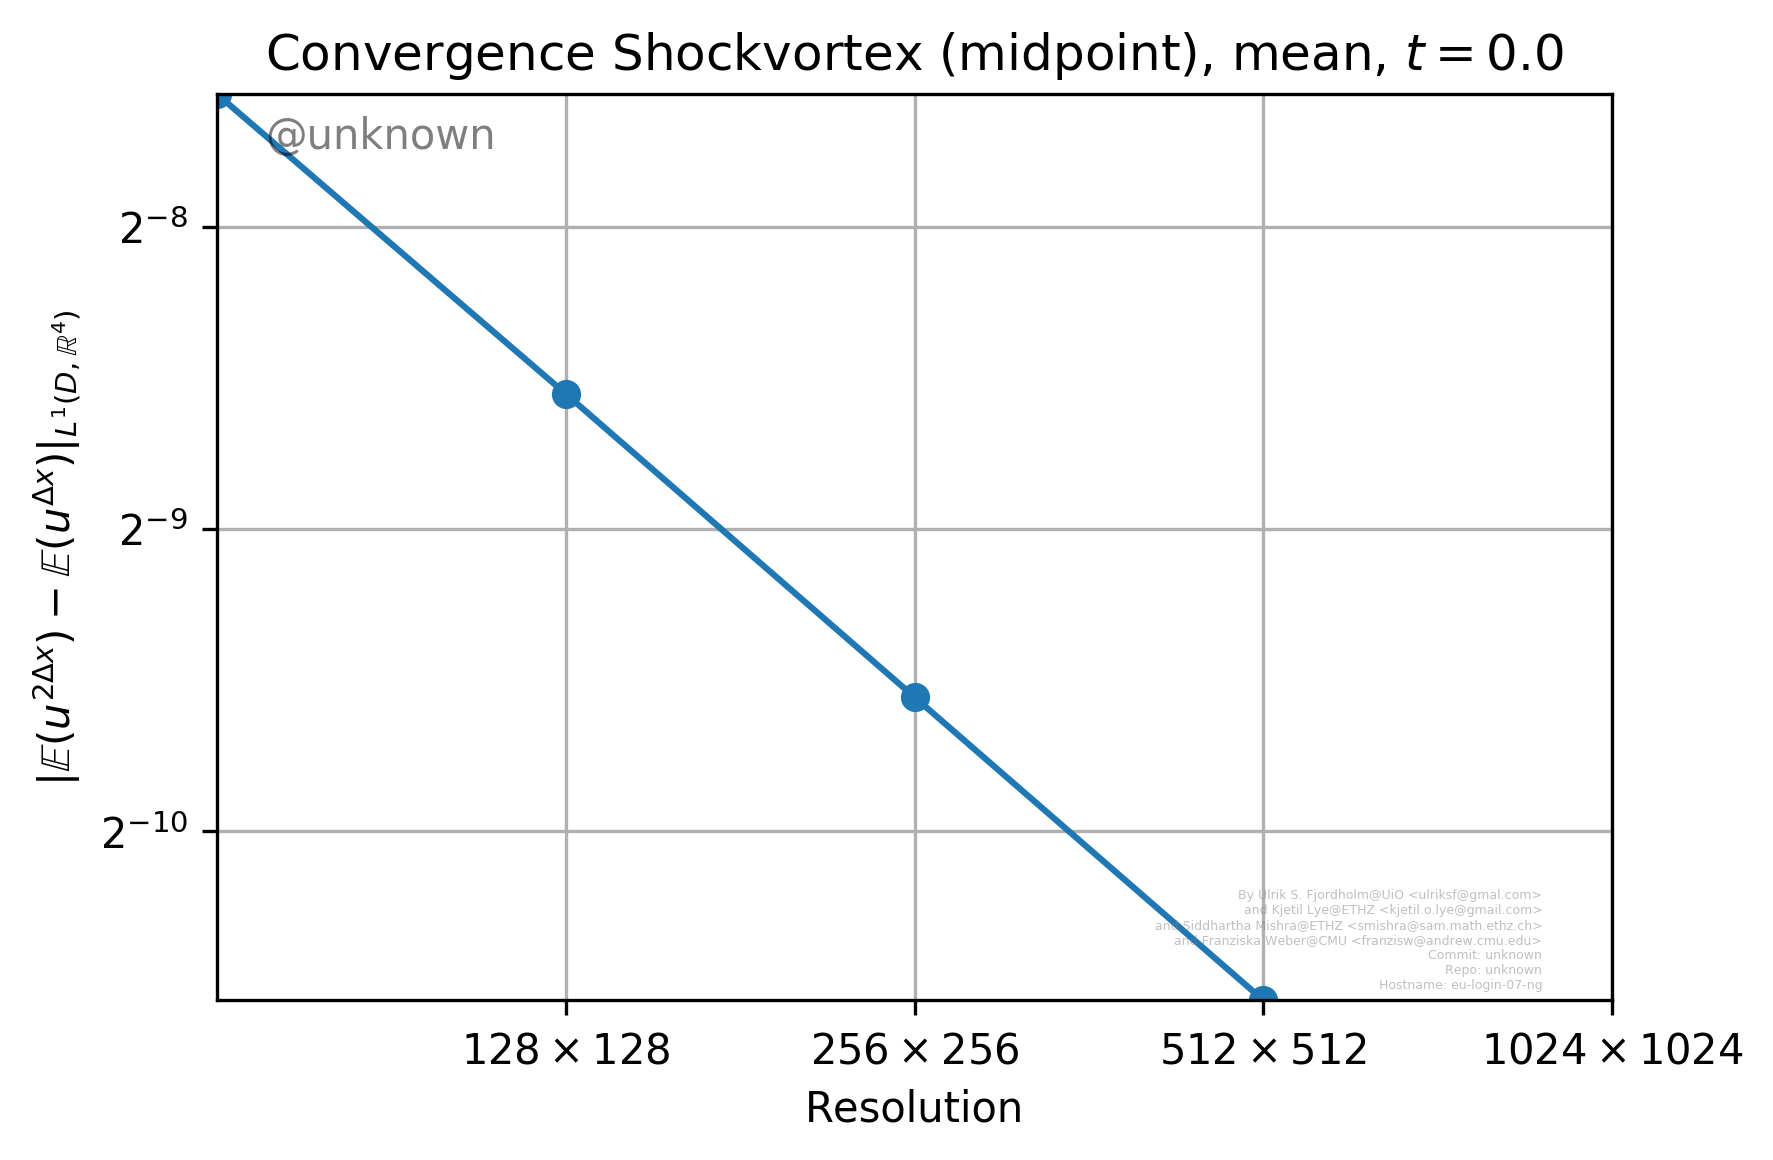 Convergence Shockvortex (midpoint), mean, t = 0.0
@unknown
2⁻⁸
2⁻⁹
2⁻¹⁰
|𝔼(u^{2Δx}) − 𝔼(u^{Δx})|_{L¹(D, ℝ⁴)}
By Ulrik S. Fjordholm@UiO <ulriksf@gmal.com>
and Kjetil Lye@ETHZ <kjetil.o.lye@gmail.com>
and Siddhartha Mishra@ETHZ <smishra@sam.math.ethz.ch>
and Franziska Weber@CMU <franzisw@andrew.cmu.edu>
Commit: unknown
Repo: unknown
Hostname: eu-login-07-ng
128 × 128 256 × 256 512 × 512 1024 × 1024
Resolution